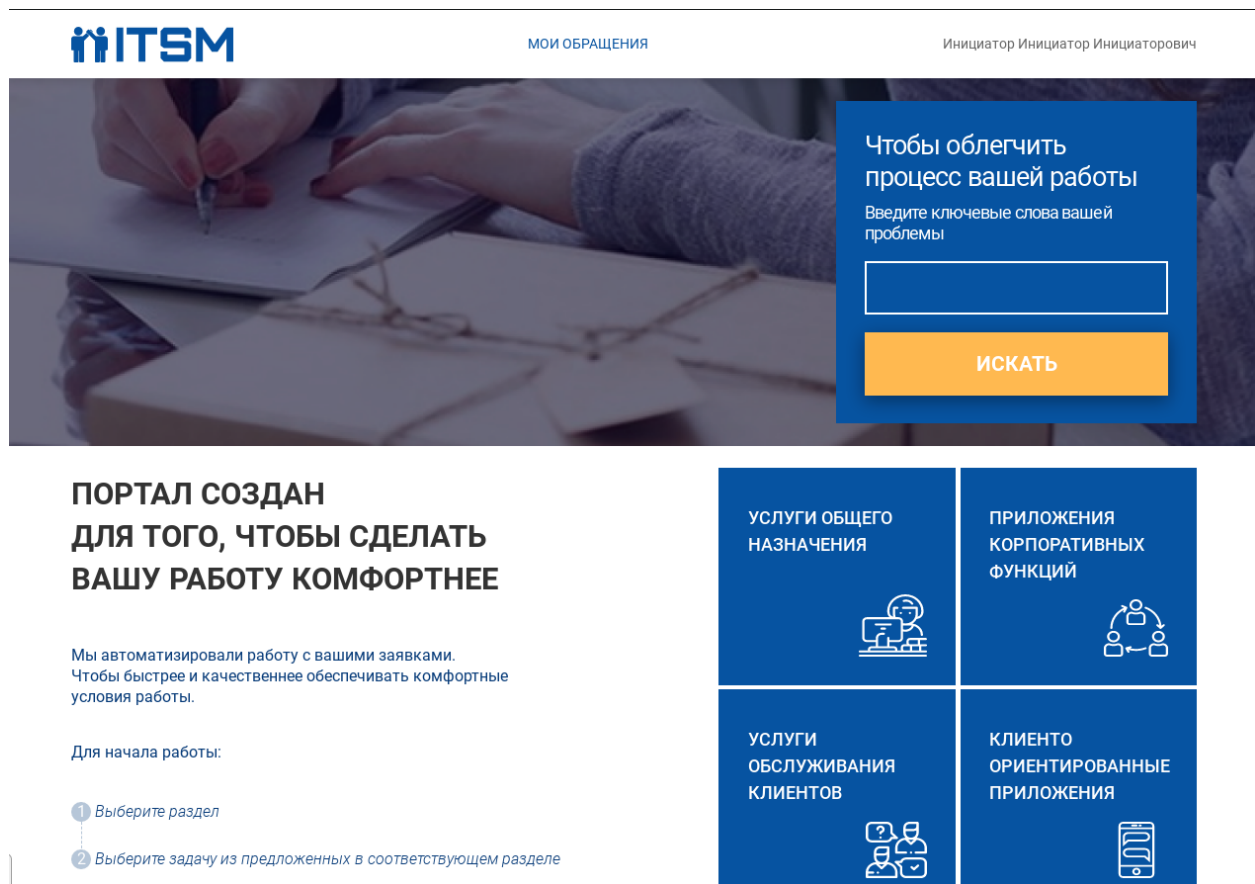 ITSM
МОИ ОБРАЩЕНИЯ
Инициатор Инициатор Инициаторович
Чтобы облегчить
процесс вашей работы
Введите ключевые слова вашей
проблемы
ИСКАТЬ
ПОРТАЛ СОЗДАН
ДЛЯ ТОГО, ЧТОБЫ СДЕЛАТЬ
ВАШУ РАБОТУ КОМФОРТНЕЕ
Мы автоматизировали работу с вашими заявками.
Чтобы быстрее и качественнее обеспечивать комфортные
условия работы.
Для начала работы:
1 Выберите раздел
2 Выберите задачу из предложенных в соответствующем разделе
УСЛУГИ ОБЩЕГО
НАЗНАЧЕНИЯ
ПРИЛОЖЕНИЯ
КОРПОРАТИВНЫХ
ФУНКЦИЙ
УСЛУГИ
ОБСЛУЖИВАНИЯ
КЛИЕНТОВ
КЛИЕНТО
ОРИЕНТИРОВАННЫЕ
ПРИЛОЖЕНИЯ